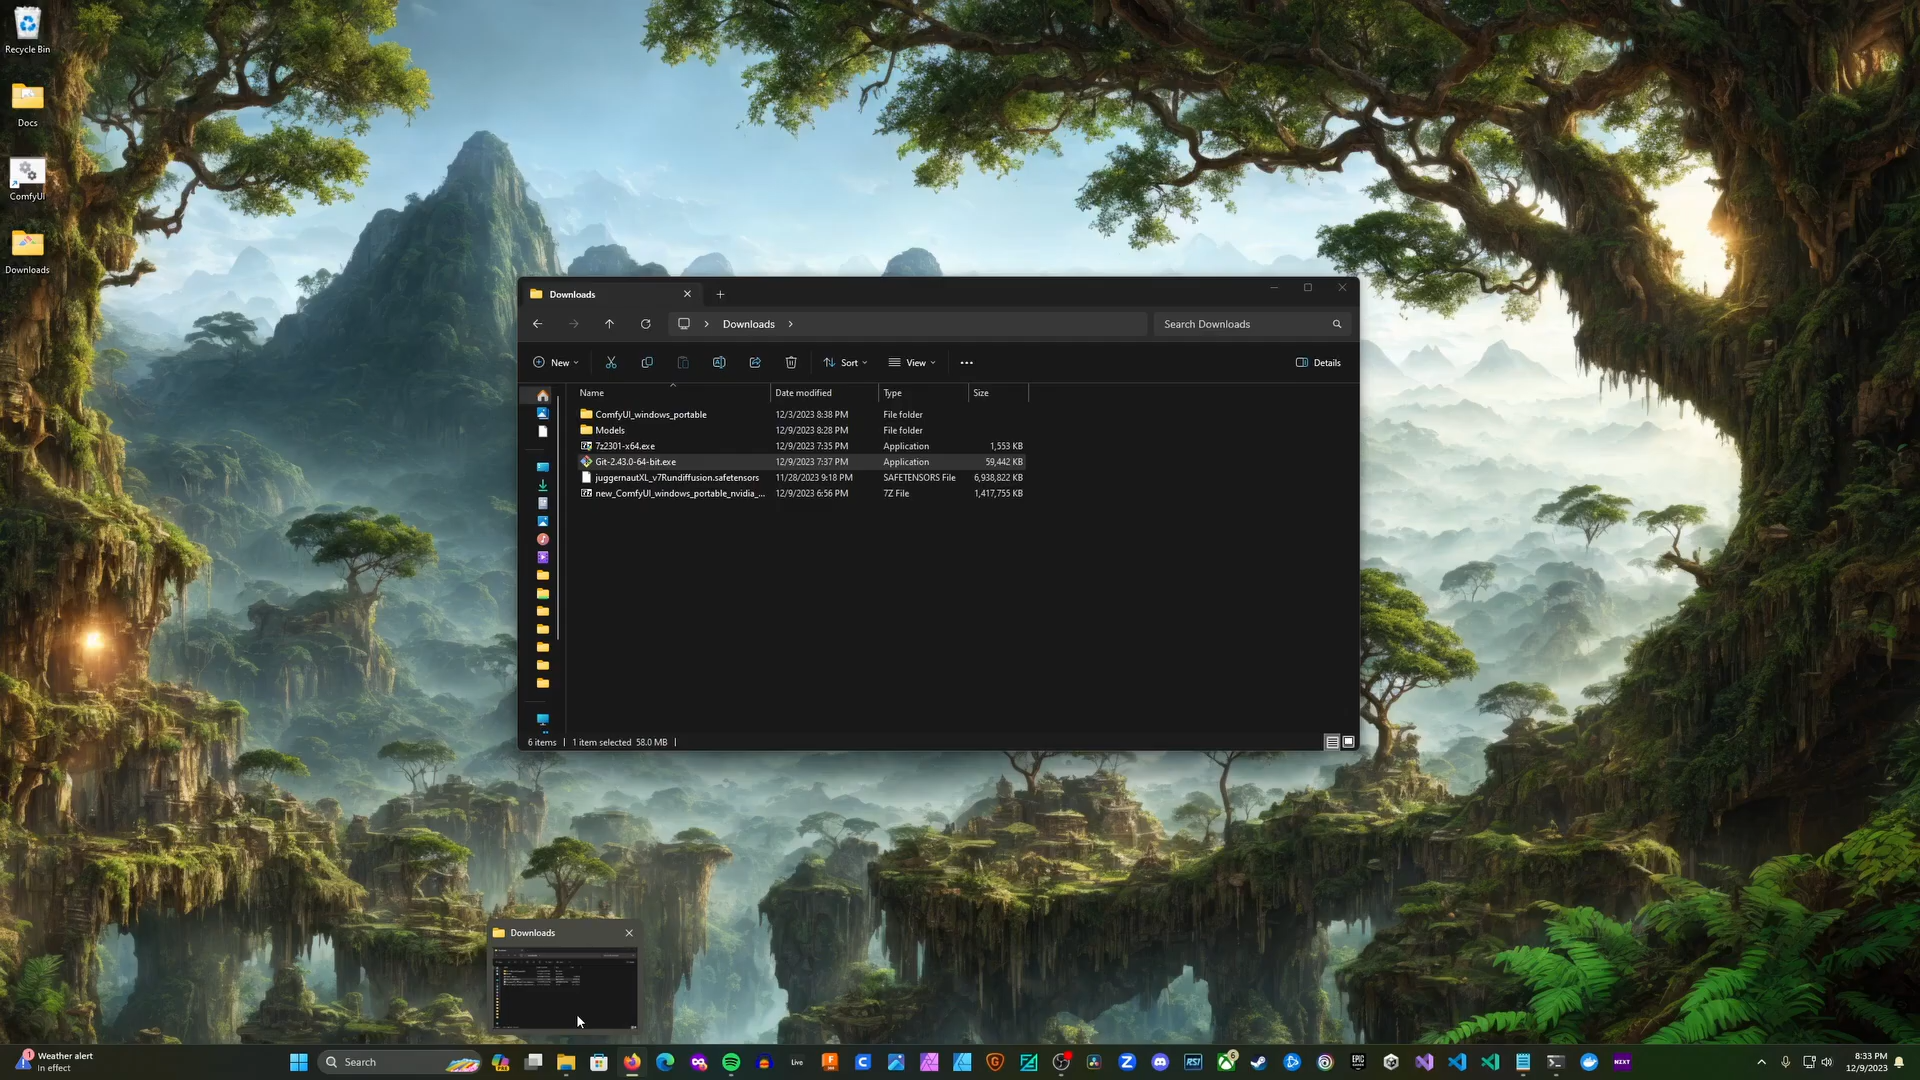 Recycle Bin
Docs
ComfyUI
Downloads
Downloads
Downloads
Search Downloads
New
Sort
View
Details
Name Date modified Type Size
ComfyUI_windows_portable 12/3/2023 8:38 PM File folder
Models 12/9/2023 8:28 PM File folder
7z2301-x64.exe 12/9/2023 7:35 PM Application 1,553 KB
Git-2.43.0-64-bit.exe 12/9/2023 7:37 PM Application 59,442 KB
juggernautXL_v7Rundiffusion.safetensors 11/28/2023 9:18 PM SAFETENSORS File 6,938,822 KB
new_ComfyUI_windows_portable_nvidia_... 12/9/2023 6:56 PM 7Z File 1,417,755 KB
6 items 1 item selected 58.0 MB
Downloads
Weather alert
In effect
Search
Live
EPIC
RSI
NZXT
8:33 PM
12/9/2023